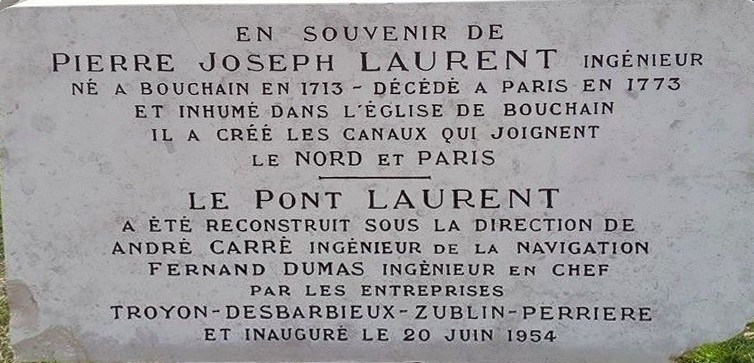 EN SOUVENIR DE
PIERRE JOSEPH LAURENT INGÉNIEUR
NÉ A BOUCHAIN EN 1713 - DÉCÉDÉ A PARIS EN 1773
ET INHUMÉ DANS L'ÉGLISE DE BOUCHAIN
IL A CRÉÉ LES CANAUX QUI JOIGNENT
LE NORD ET PARIS
LE PONT LAURENT
A ÉTÉ RECONSTRUIT SOUS LA DIRECTION DE
ANDRÉ CARRÉ INGÉNIEUR DE LA NAVIGATION
FERNAND DUMAS INGÉNIEUR EN CHEF
PAR LES ENTREPRISES
TROYON-DESBARBIEUX-ZUBLIN-PERRIERE
ET INAUGURÉ LE 20 JUIN 1954